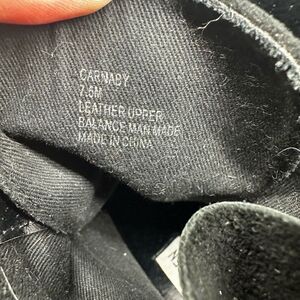 CARNABY
7.5M
LEATHER UPPER
BALANCE MAN MADE
MADE IN CHINA